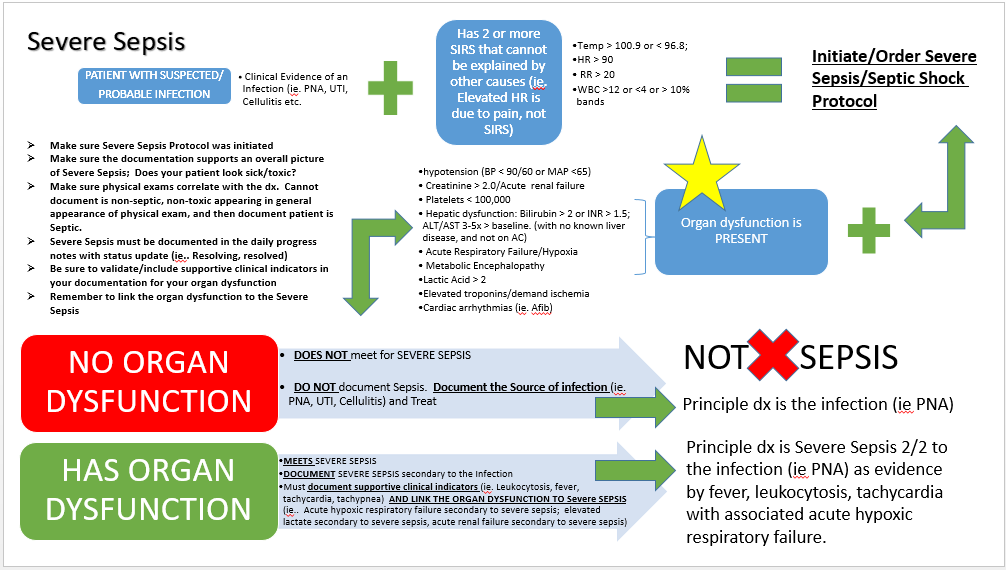 Severe Sepsis
PATIENT WITH SUSPECTED/
PROBABLE INFECTION
• Clinical Evidence of an
Infection (ie. PNA, UTI,
Cellulitis etc.
Has 2 or more
SIRS that cannot
be explained by
other causes (ie.
Elevated HR is
due to pain, not
SIRS)
•Temp > 100.9 or < 96.8;
•HR > 90
• RR > 20
•WBC >12 or <4 or > 10%
bands
Initiate/Order Severe
Sepsis/Septic Shock
Protocol
➢ Make sure Severe Sepsis Protocol was initiated
➢ Make sure the documentation supports an overall picture
of Severe Sepsis; Does your patient look sick/toxic?
➢ Make sure physical exams correlate with the dx. Cannot
document is non-septic, non-toxic appearing in general
appearance of physical exam, and then document patient is
Septic.
➢ Severe Sepsis must be documented in the daily progress
notes with status update (ie.. Resolving, resolved)
➢ Be sure to validate/include supportive clinical indicators in
your documentation for your organ dysfunction
➢ Remember to link the organ dysfunction to the Severe
Sepsis
•hypotension (BP < 90/60 or MAP <65)
• Creatinine > 2.0/Acute renal failure
• Platelets < 100,000
• Hepatic dysfunction: Bilirubin > 2 or INR > 1.5;
ALT/AST 3-5x > baseline. (with no known liver
disease, and not on AC)
• Acute Respiratory Failure/Hypoxia
• Metabolic Encephalopathy
•Lactic Acid > 2
•Elevated troponins/demand ischemia
•Cardiac arrhythmias (ie. Afib)
Organ dysfunction is
PRESENT
NO ORGAN
DYSFUNCTION
• DOES NOT meet for SEVERE SEPSIS
• DO NOT document Sepsis. Document the Source of infection (ie.
PNA, UTI, Cellulitis) and Treat
NOT SEPSIS
Principle dx is the infection (ie PNA)
HAS ORGAN
DYSFUNCTION
•MEETS SEVERE SEPSIS
•DOCUMENT SEVERE SEPSIS secondary to the Infection
•Must document supportive clinical indicators (ie. Leukocytosis, fever,
tachycardia, tachypnea) AND LINK THE ORGAN DYSFUNCTION TO Severe SEPSIS
(ie.. Acute hypoxic respiratory failure secondary to severe sepsis; elevated
lactate secondary to severe sepsis, acute renal failure secondary to severe sepsis)
Principle dx is Severe Sepsis 2/2 to
the infection (ie PNA) as evidence
by fever, leukocytosis, tachycardia
with associated acute hypoxic
respiratory failure.